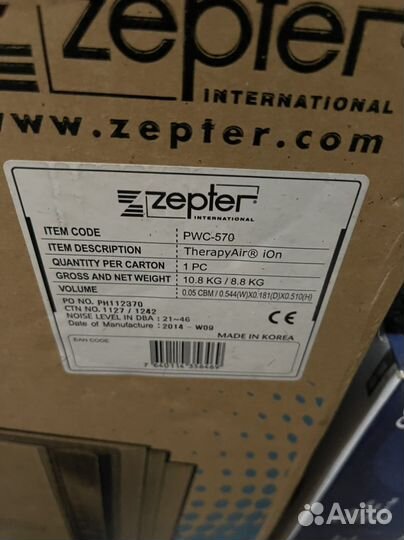 zepter
INTERNATIONAL
www.zepter.com
zepter
INTERNATIONAL
ITEM CODE PWC-570
ITEM DESCRIPTION TherapyAir® iOn
QUANTITY PER CARTON 1 PC
GROSS AND NET WEIGHT 10.8 KG / 8.8 KG
VOLUME 0.05 CBM / 0.544(W)X0.181(D)X0.510(H)
PO NO. PH112370
CTN NO. 1127 / 1242
NOISE LEVEL IN DBA : 21~46
Date of Manufacture : 2014 - W09
CE
MADE IN KOREA
EAN CODE
Avito